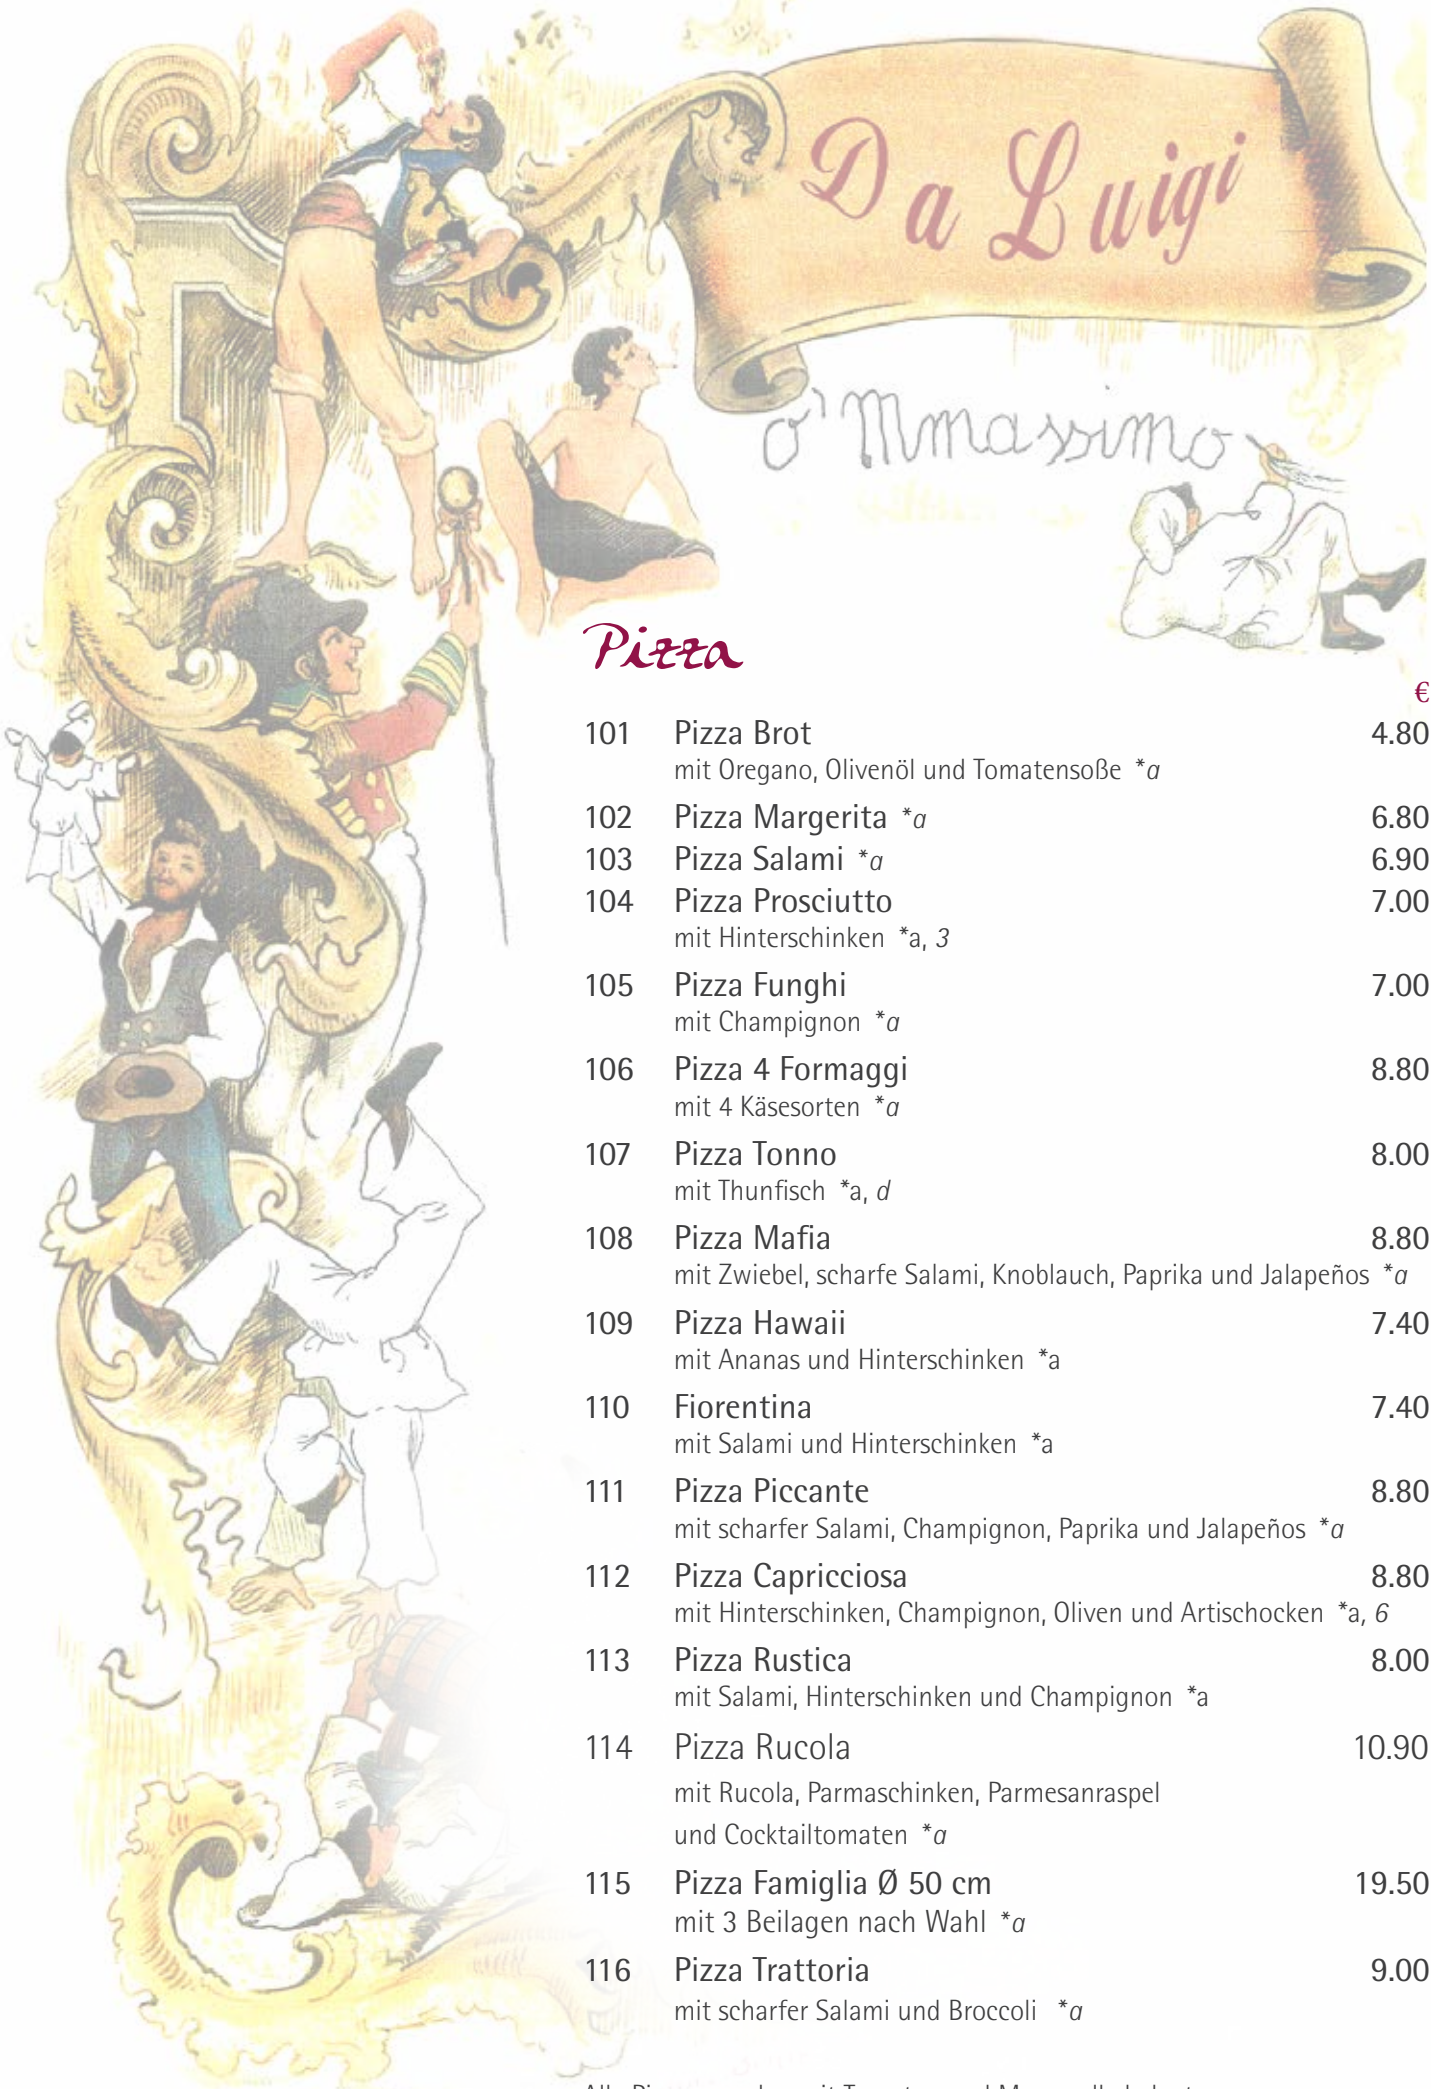 Da Luigi
o' Mmassimo
Pizza
€
101 Pizza Brot 4.80
mit Oregano, Olivenöl und Tomatensoße *a
102 Pizza Margerita *a 6.80
103 Pizza Salami *a 6.90
104 Pizza Prosciutto 7.00
mit Hinterschinken *a, 3
105 Pizza Funghi 7.00
mit Champignon *a
106 Pizza 4 Formaggi 8.80
mit 4 Käsesorten *a
107 Pizza Tonno 8.00
mit Thunfisch *a, d
108 Pizza Mafia 8.80
mit Zwiebel, scharfe Salami, Knoblauch, Paprika und Jalapeños *a
109 Pizza Hawaii 7.40
mit Ananas und Hinterschinken *a
110 Fiorentina 7.40
mit Salami und Hinterschinken *a
111 Pizza Piccante 8.80
mit scharfer Salami, Champignon, Paprika und Jalapeños *a
112 Pizza Capricciosa 8.80
mit Hinterschinken, Champignon, Oliven und Artischocken *a, 6
113 Pizza Rustica 8.00
mit Salami, Hinterschinken und Champignon *a
114 Pizza Rucola 10.90
mit Rucola, Parmaschinken, Parmesanraspel
und Cocktailtomaten *a
115 Pizza Famiglia Ø 50 cm 19.50
mit 3 Beilagen nach Wahl *a
116 Pizza Trattoria 9.00
mit scharfer Salami und Broccoli *a